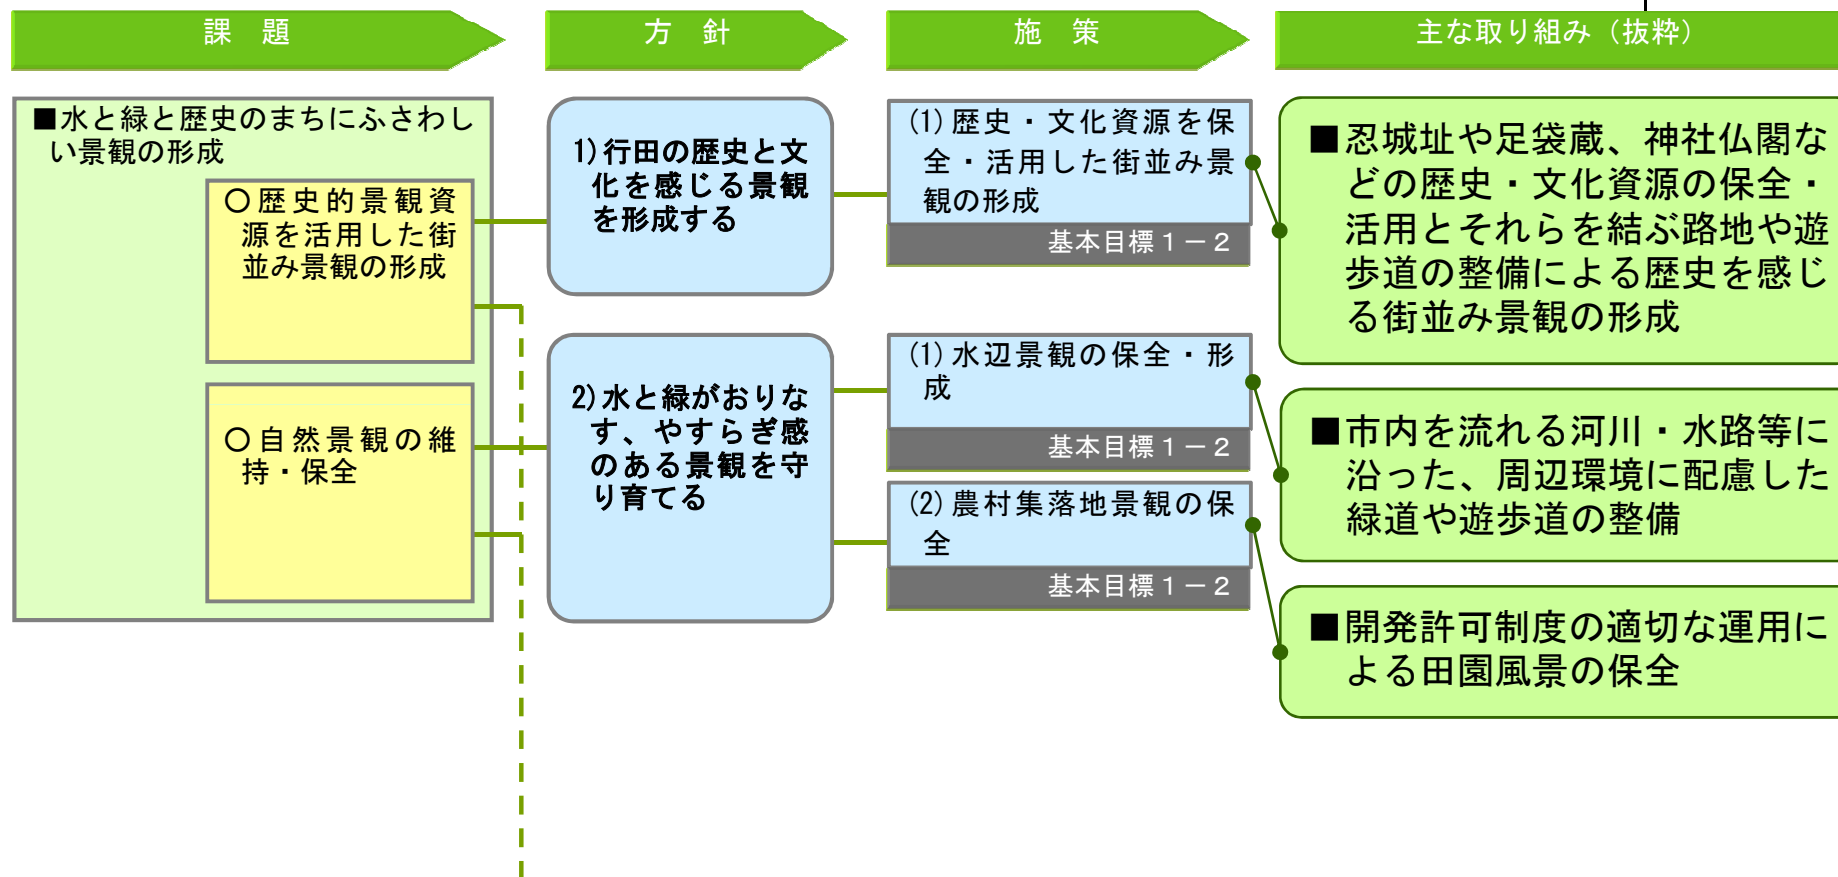 課　題
方　針
施　策
主な取り組み（抜粋）
■水と緑と歴史のまちにふさわし
い景観の形成
○歴史的景観資
源を活用した街
並み景観の形成
○自然景観の維
持・保全
1)行田の歴史と文
化を感じる景観
を形成する
2)水と緑がおりな
す、やすらぎ感
のある景観を守
り育てる
(1)歴史・文化資源を保
全・活用した街並み景
観の形成
基本目標１－２
(1)水辺景観の保全・形
成
基本目標１－２
(2)農村集落地景観の保
全
基本目標１－２
■忍城址や足袋蔵、神社仏閣な
どの歴史・文化資源の保全・
活用とそれらを結ぶ路地や遊
歩道の整備による歴史を感じ
る街並み景観の形成
■市内を流れる河川・水路等に
沿った、周辺環境に配慮した
緑道や遊歩道の整備
■開発許可制度の適切な運用に
よる田園風景の保全